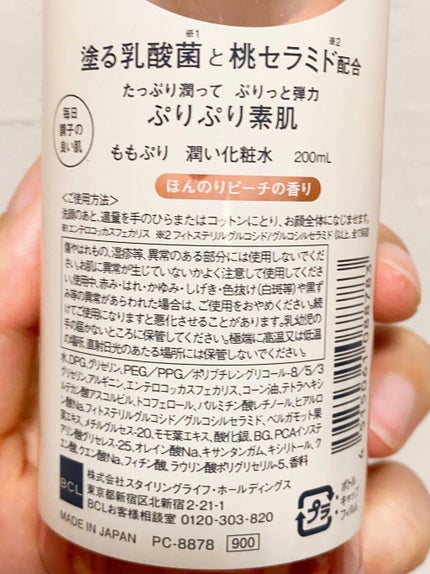 ※1 ※2
塗る乳酸菌と桃セラミド配合
たっぷり潤って ぷりっと弾力
ぷりぷり素肌
毎日
調子の
良い肌
ももぷり 潤い化粧水 200mL
ほんのりピーチの香り
<ご使用方法>
洗顔のあと、適量を手のひらまたはコットンにとり、お顔全体になじませます。
※1 エンテロコッカスフェカリス ※2 フィトステリルグルコシド/グルコシルセラミド(以上、全て保湿)
傷やはれもの、湿疹等、異常のある部分には使用しないでくだ
さい。お肌に異常が生じていないかよく注意して使用してくださ
い。使用中、赤み・はれ・かゆみ・しげき・色抜け(白斑等)や黒ず
み等の異常があらわれた場合は、ご使用をおやめください。続
けてご使用になりますと悪化させることがあります。乳幼児の
手の届かないところに保管してください。極端に高温又は低温
の場所、直射日光のあたる場所には保管しないでください。
水、DPG、グリセリン、PEG/PPG/ポリブチレングリコール-8/5/3
グリセリン、アルギニン、エンテロコッカスフェカリス、コーン油、テトラヘキシ
ルデカン酸アスコルビル、トコフェロール、パルミチン酸レチノール、ヒアルロ
ン酸Na、フィトステリルグルコシド/グルコシルセラミド、ベルガモット果
実エキス、メチルグルセス-20、モモ葉エキス、酸化銀、BG、PCAイソステ
アリン酸グリセレス-25、オレイン酸Na、キサンタンガム、キシリトール、ク
エン酸、クエン酸Na、フィチン酸、ラウリン酸ポリグリセリル-5、香料
BCL
株式会社スタイリングライフ・ホールディングス
東京都新宿区北新宿2-21-1
BCLお客様相談室 0120-303-820
MADE IN JAPAN PC-8878 900
プラ
ボトル、
キャップ、
フィルム